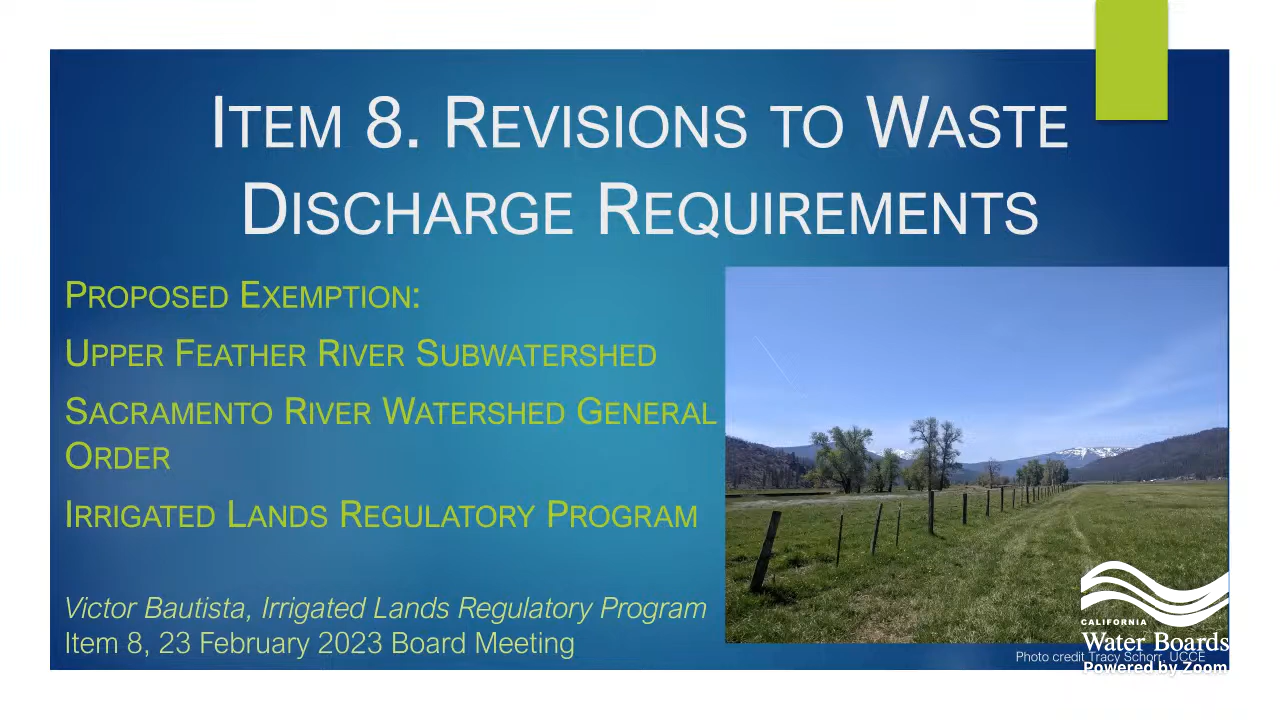 ITEM 8. REVISIONS TO WASTE
DISCHARGE REQUIREMENTS
PROPOSED EXEMPTION:
UPPER FEATHER RIVER SUBWATERSHED
SACRAMENTO RIVER WATERSHED GENERAL
ORDER
IRRIGATED LANDS REGULATORY PROGRAM
Victor Bautista, Irrigated Lands Regulatory Program
Item 8, 23 February 2023 Board Meeting
CALIFORNIA
Water Boards
Photo credit Tracy Schorr, UCCE
Powered by Zoom